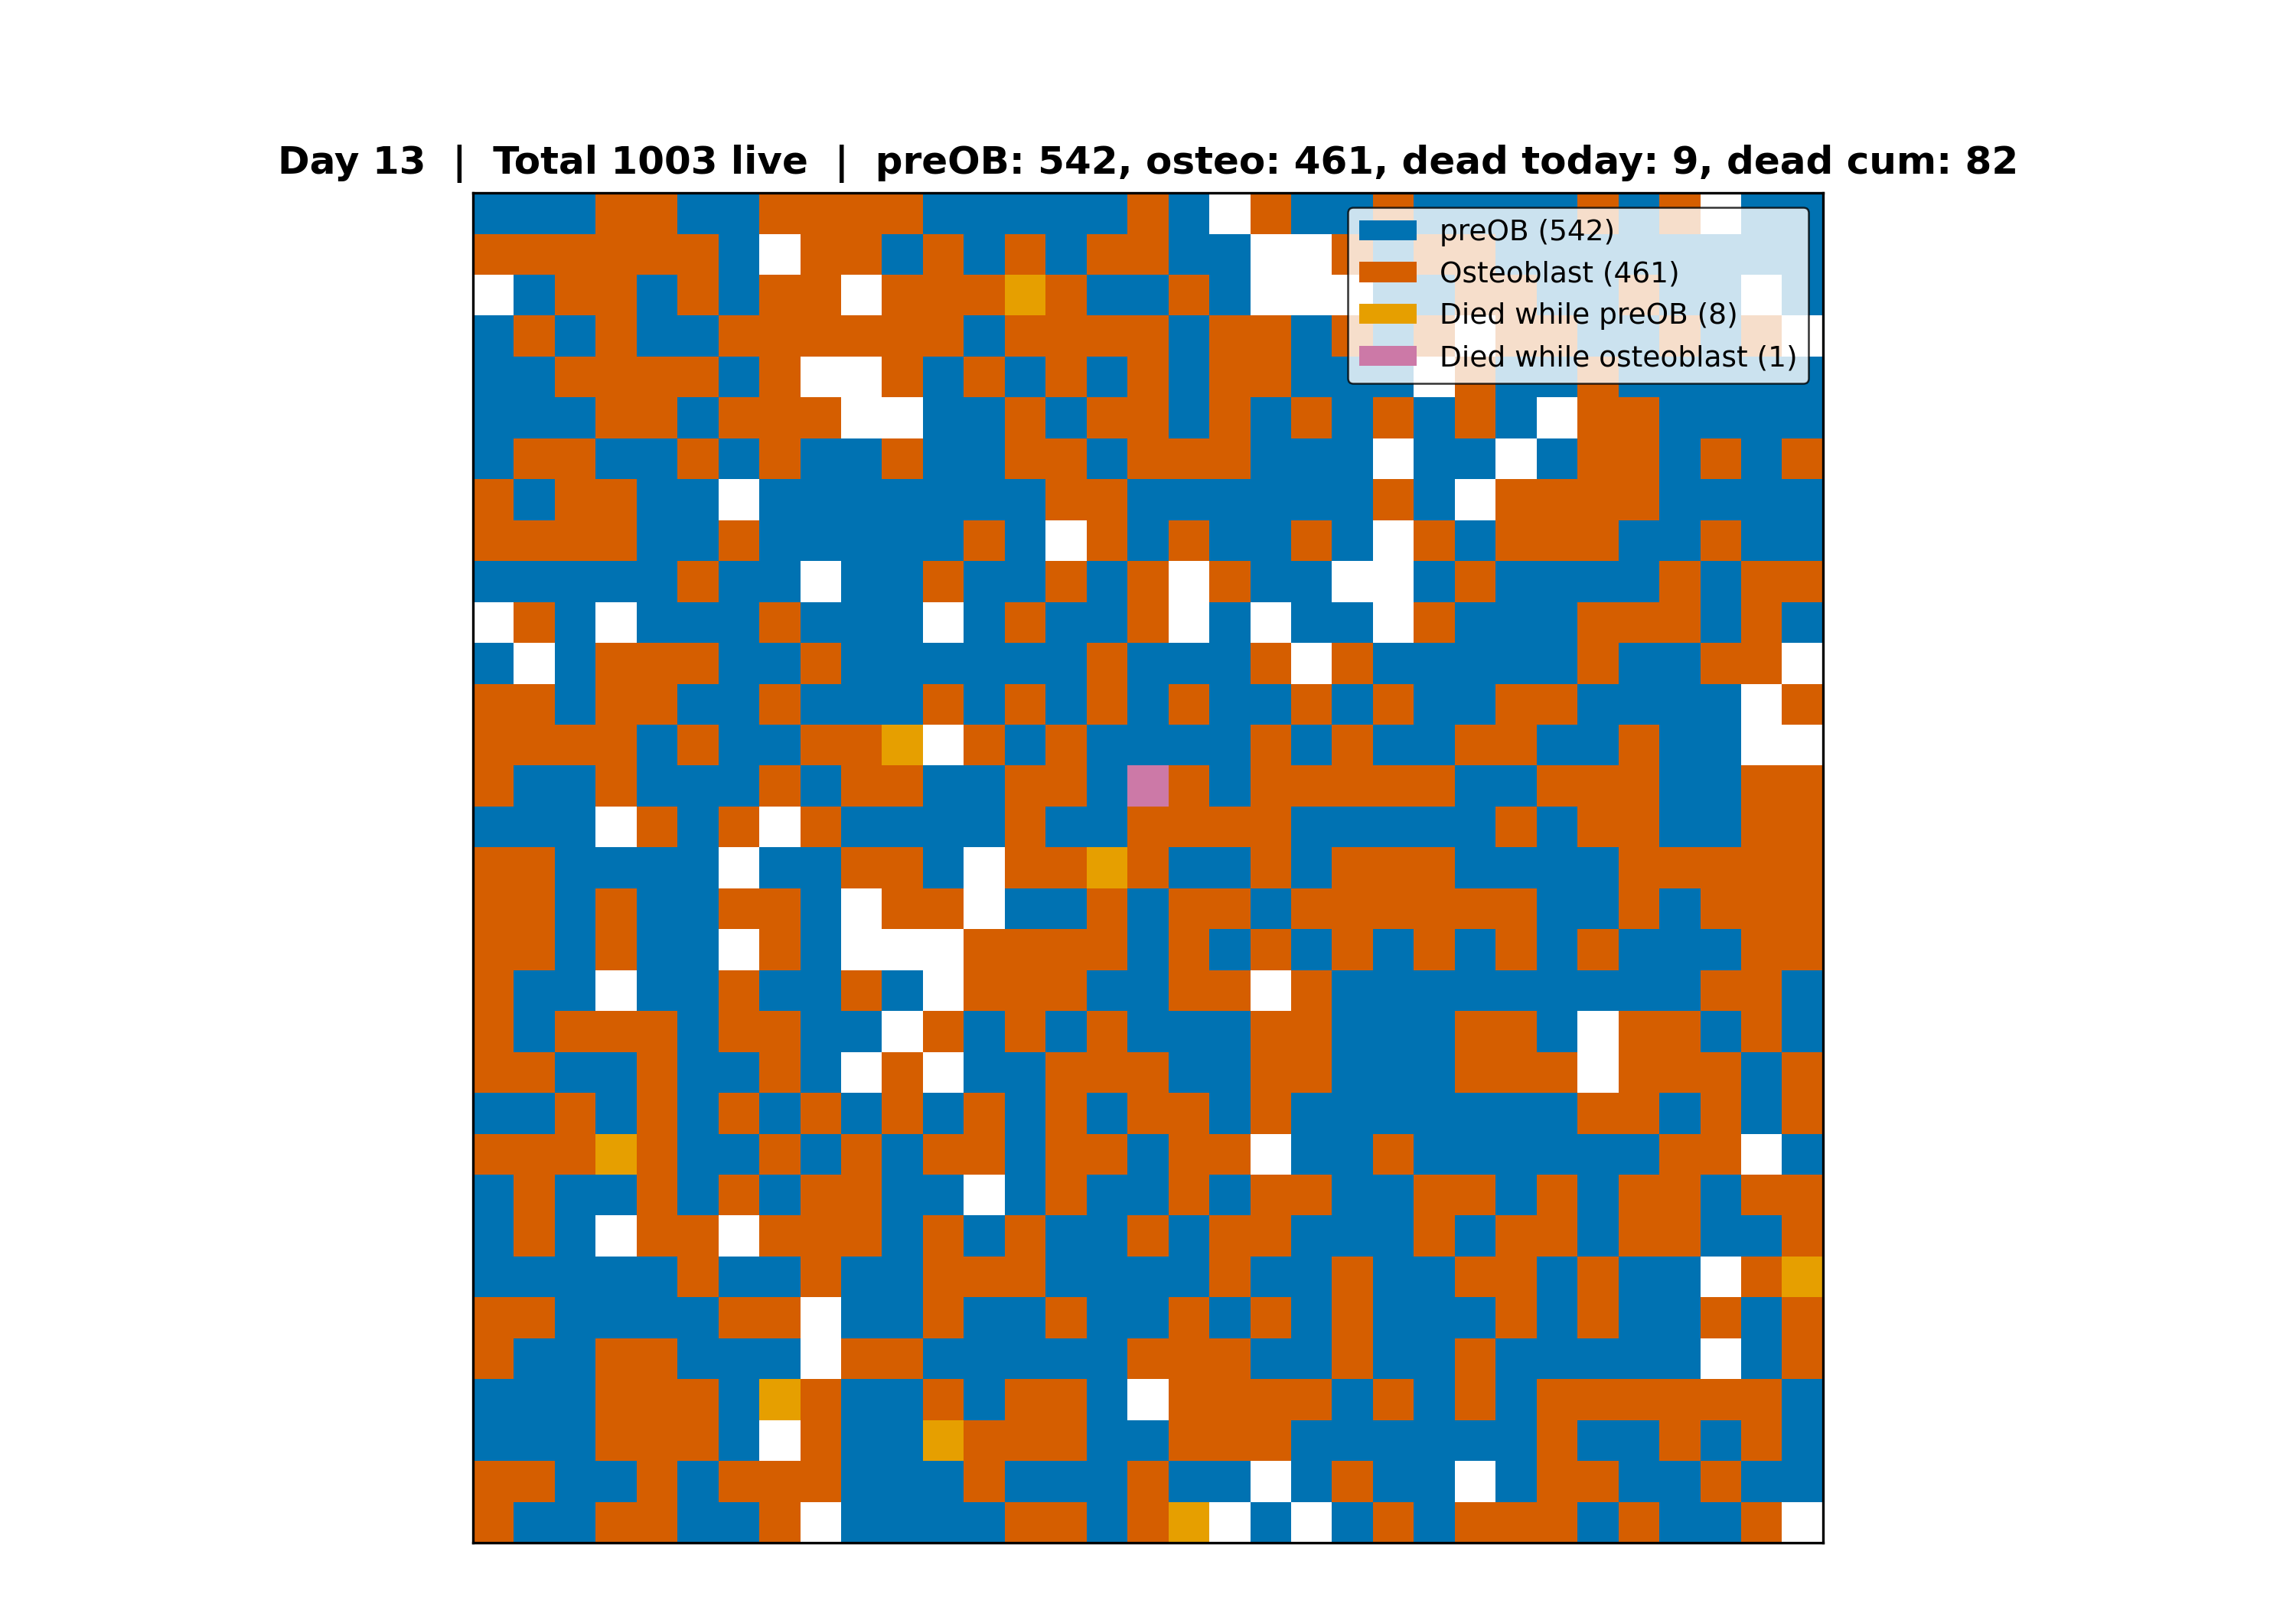 Day 13 | Total 1003 live | preOB: 542, osteo: 461, dead today: 9, dead cum: 82
preOB (542)
Osteoblast (461)
Died while preOB (8)
Died while osteoblast (1)